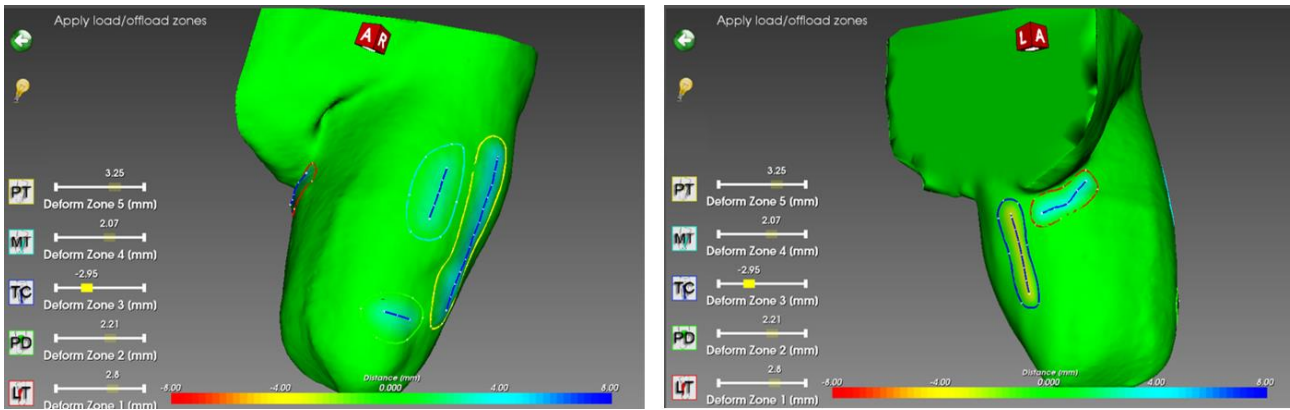 Apply load/offload zones
A R
PT
3.25
Deform Zone 5 (mm)
MT
2.07
Deform Zone 4 (mm)
TC
-2.95
Deform Zone 3 (mm)
PD
2.21
Deform Zone 2 (mm)
LT
2.8
Deform Zone 1 (mm)
Distance (mm)
-8.00 -4.00 0.000 4.00 8.00
Apply load/offload zones
L A
PT
3.25
Deform Zone 5 (mm)
MT
2.07
Deform Zone 4 (mm)
TC
-2.95
Deform Zone 3 (mm)
PD
2.21
Deform Zone 2 (mm)
LT
2.8
Deform Zone 1 (mm)
Distance (mm)
-8.00 -4.00 0.000 4.00 8.00